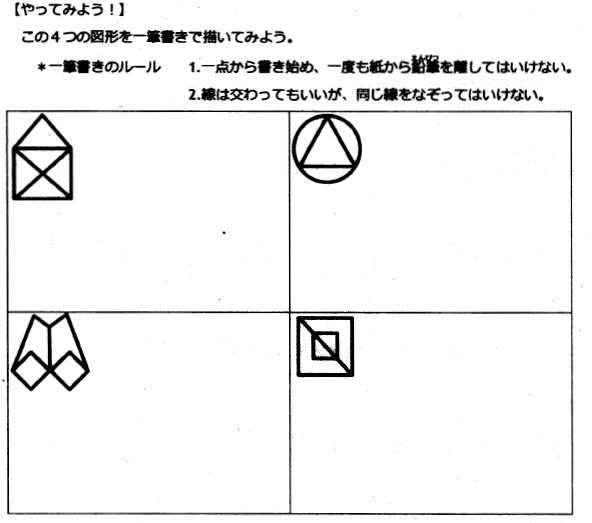 【やってみよう！】
この４つの図形を一筆書きで描いてみよう。
＊一筆書きのルール　1.一点から書き始め、一度も紙から鉛筆を離してはいけない。
2.線は交わってもいいが、同じ線をなぞってはいけない。